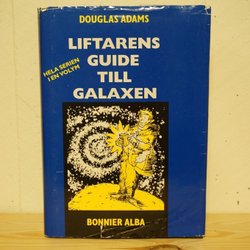 DOUGLAS ADAMS
LIFTARENS
GUIDE
TILL
GALAXEN
HELA SERIEN
I EN VOLYM
BONNIER ALBA